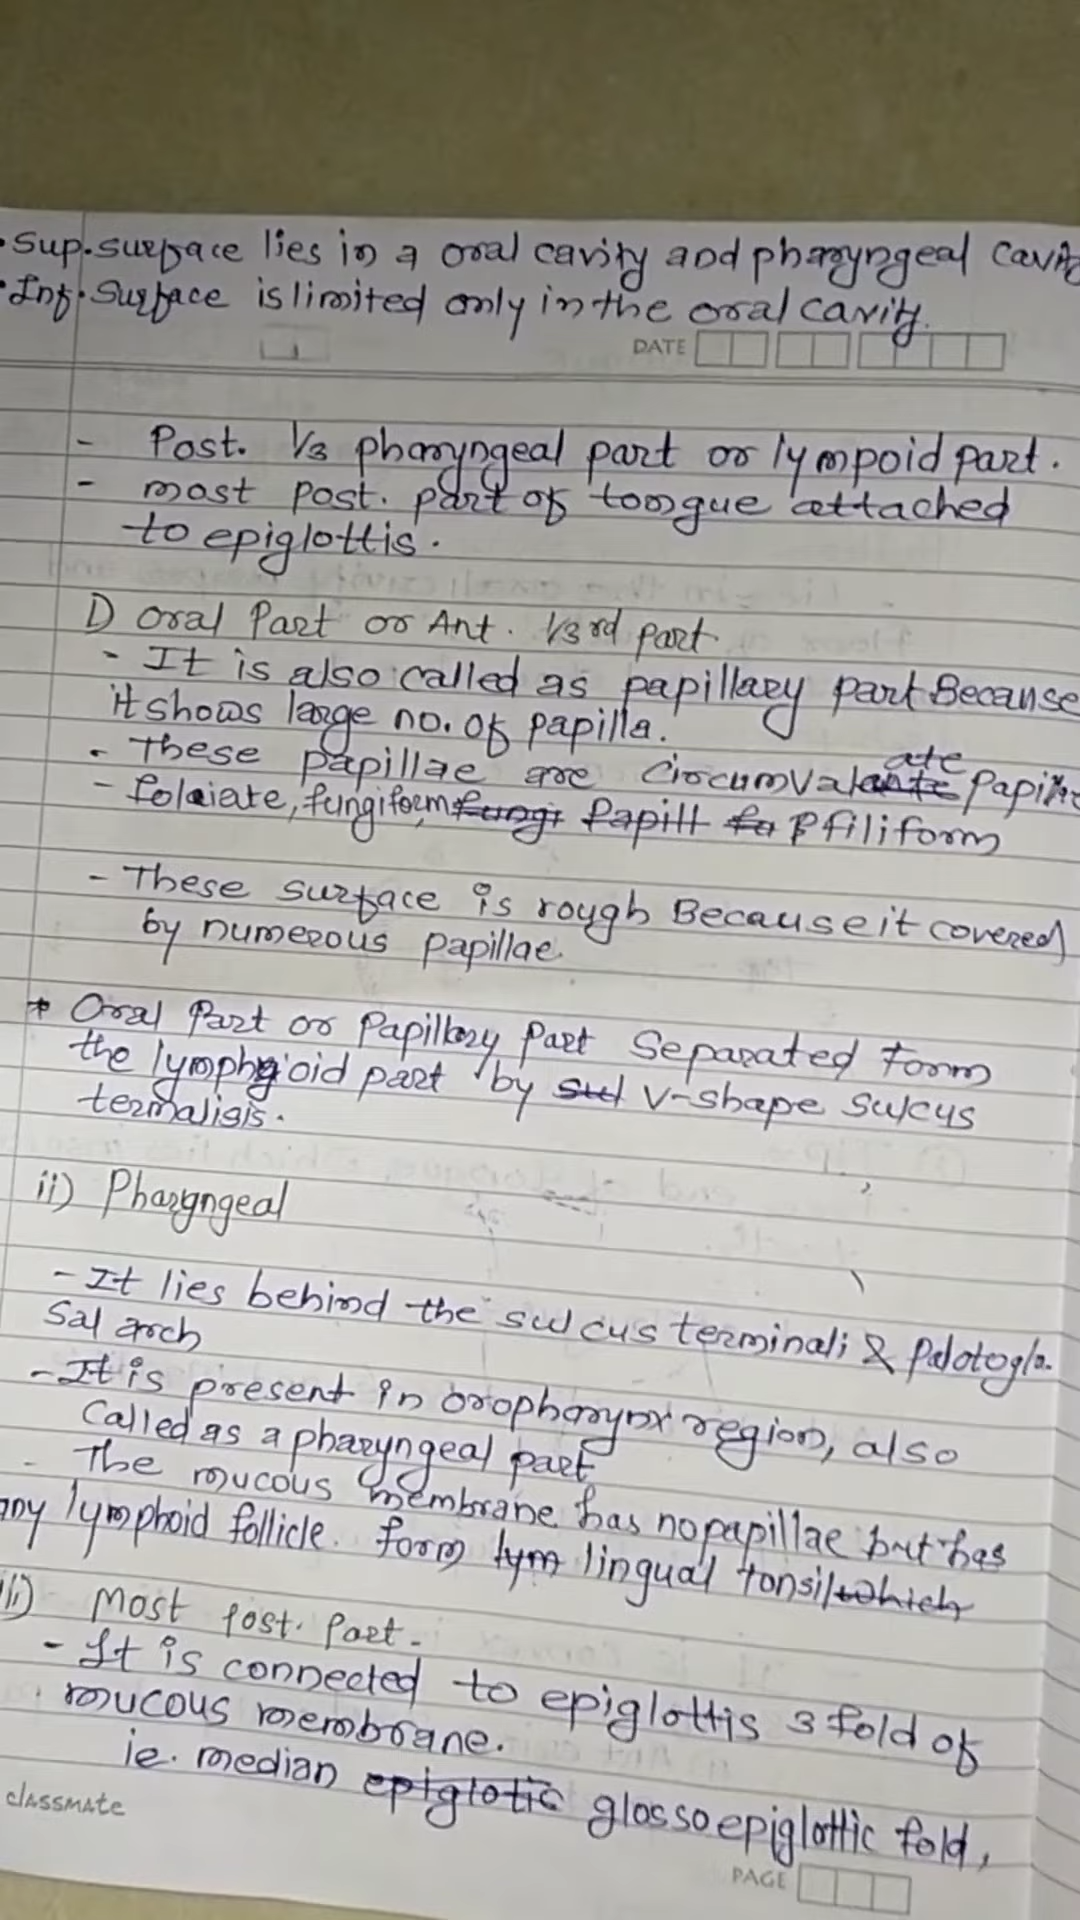 • Sup. surface lies in a oral cavity and pharyngeal cavity
• Inf. Surface is limited only in the oral cavity.
DATE
- Post. 1/3 pharyngeal part or lympoid part.
- most post. part of toongue attached
to epiglottis.
I) Oral Part or Ant. 1/3 rd part
- It is also called as papillary part Because
it shows large no. of papilla.
- These papillae are circumvalate papillae
- folaiate, fungiform, filiform
- These surface is rough Because it covered
by numerous papillae.
* Oral Part or Papillary Part Separated form
the lymphoid part by V-shape sulcus
termalisis.
ii) Pharyngeal
- It lies behind the sulcus terminali & Palatoglo-
sal arch
- It is present in oropharynx region, also
Called as a pharyngeal part
- The mucous membrane has no papillae but has
any lymphoid follicle. form lingual tonsil
iii) Most Post. Part.
- It is connected to epiglottis 3 fold of
mucous membrane.
ie. median glossoepiglottic fold,
classmate
PAGE